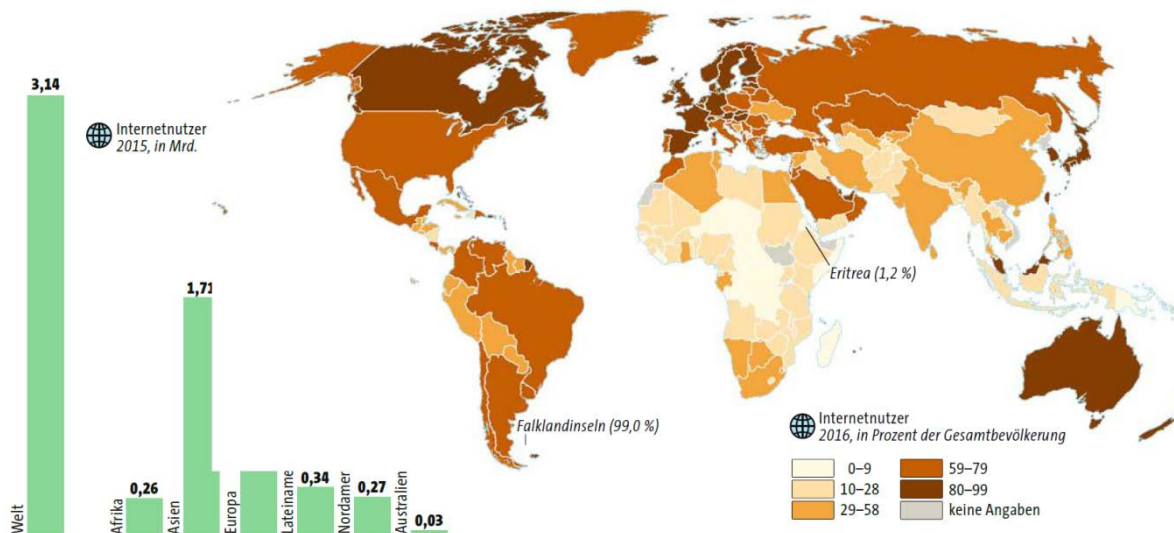 3,14
Internetnutzer
2015, in Mrd.
1,71
0,26
0,34
0,27
0,03
Welt
Afrika
Asien
Europa
Lateiname
Nordamer
Australien
Eritrea (1,2 %)
Falklandinseln (99,0 %)
Internetnutzer
2016, in Prozent der Gesamtbevölkerung
0–9
10–28
29–58
59–79
80–99
keine Angaben